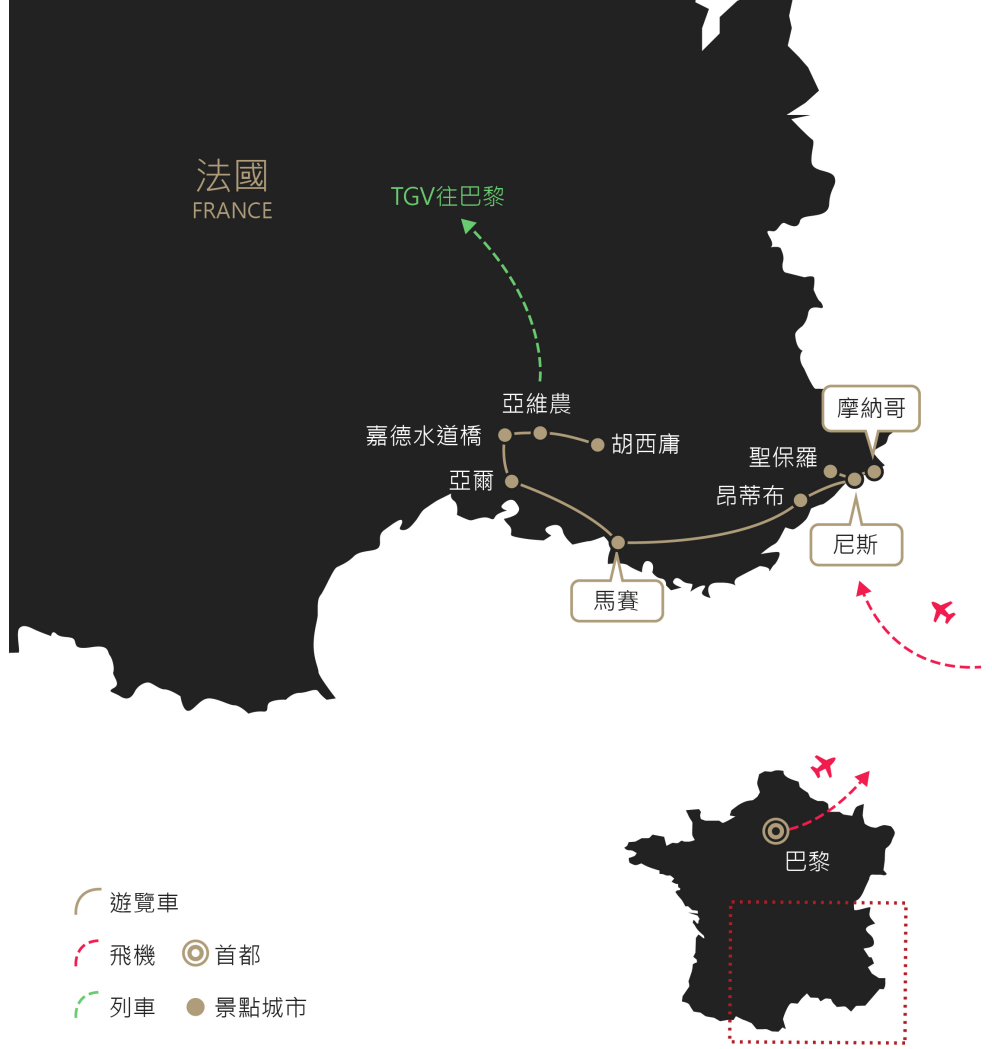 法國
FRANCE
TGV往巴黎
亞維農
嘉德水道橋
胡西庸
亞爾
摩納哥
聖保羅
昂蒂布
尼斯
馬賽
巴黎
遊覽車
飛機
首都
列車
景點城市